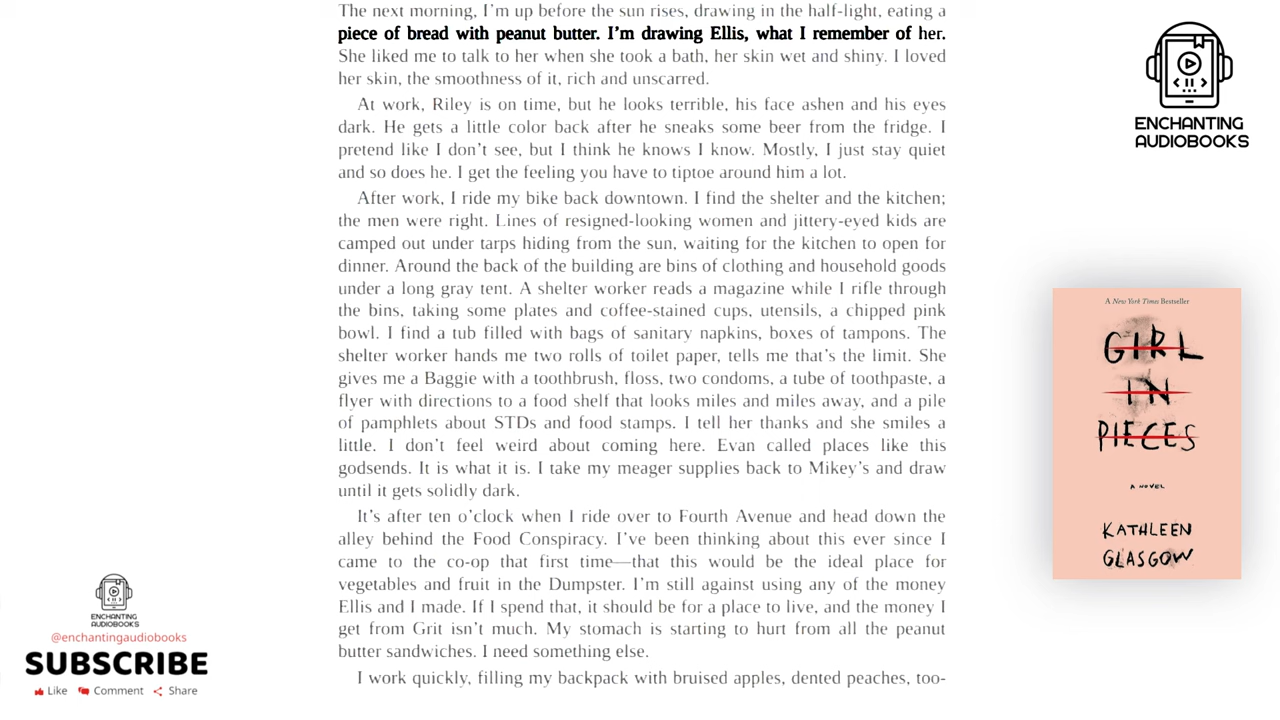 The next morning, I'm up before the sun rises, drawing in the half-light, eating a
piece of bread with peanut butter. I'm drawing Ellis, what I remember of her.
She liked me to talk to her when she took a bath, her skin wet and shiny. I loved
her skin, the smoothness of it, rich and unscarred.
At work, Riley is on time, but he looks terrible, his face ashen and his eyes
dark. He gets a little color back after he sneaks some beer from the fridge. I
pretend like I don't see, but I think he knows I know. Mostly, I just stay quiet
and so does he. I get the feeling you have to tiptoe around him a lot.
After work, I ride my bike back downtown. I find the shelter and the kitchen;
the men were right. Lines of resigned-looking women and jittery-eyed kids are
camped out under tarps hiding from the sun, waiting for the kitchen to open for
dinner. Around the back of the building are bins of clothing and household goods
under a long gray tent. A shelter worker reads a magazine while I rifle through
the bins, taking some plates and coffee-stained cups, utensils, a chipped pink
bowl. I find a tub filled with bags of sanitary napkins, boxes of tampons. The
shelter worker hands me two rolls of toilet paper, tells me that's the limit. She
gives me a Baggie with a toothbrush, floss, two condoms, a tube of toothpaste, a
flyer with directions to a food shelf that looks miles and miles away, and a pile
of pamphlets about STDs and food stamps. I tell her thanks and she smiles a
little. I don't feel weird about coming here. Evan called places like this
godsends. It is what it is. I take my meager supplies back to Mikey's and draw
until it gets solidly dark.
It's after ten o'clock when I ride over to Fourth Avenue and head down the
alley behind the Food Conspiracy. I've been thinking about this ever since I
came to the co-op that first time—that this would be the ideal place for
vegetables and fruit in the Dumpster. I'm still against using any of the money
Ellis and I made. If I spend that, it should be for a place to live, and the money I
get from Grit isn't much. My stomach is starting to hurt from all the peanut
butter sandwiches. I need something else.
I work quickly, filling my backpack with bruised apples, dented peaches, too-
ENCHANTING
AUDIOBOOKS
A New York Times Bestseller
GIRL
IN
PIECES
A NOVEL
KATHLEEN
GLASGOW
ENCHANTING
AUDIOBOOKS
@enchantingaudiobooks
SUBSCRIBE
Like Comment Share